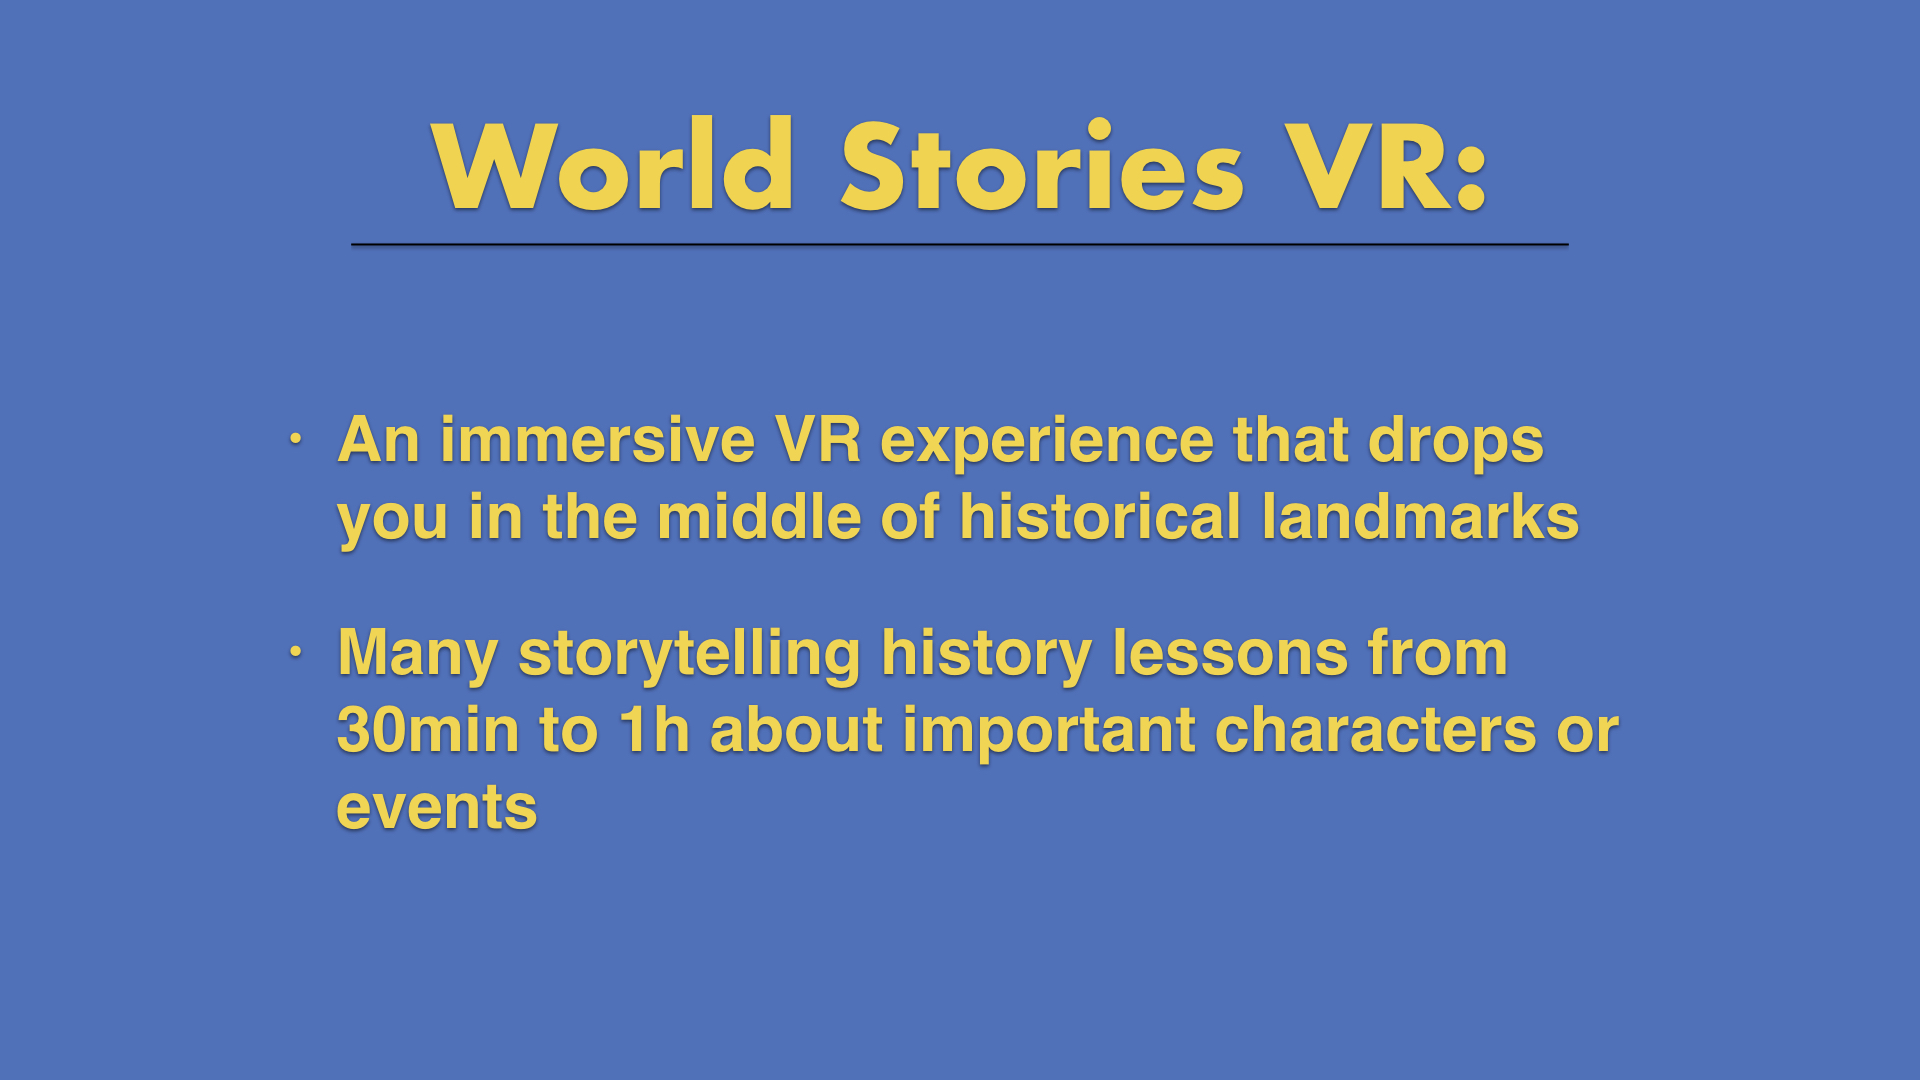 World Stories VR:
• An immersive VR experience that drops
you in the middle of historical landmarks
• Many storytelling history lessons from
30min to 1h about important characters or
events